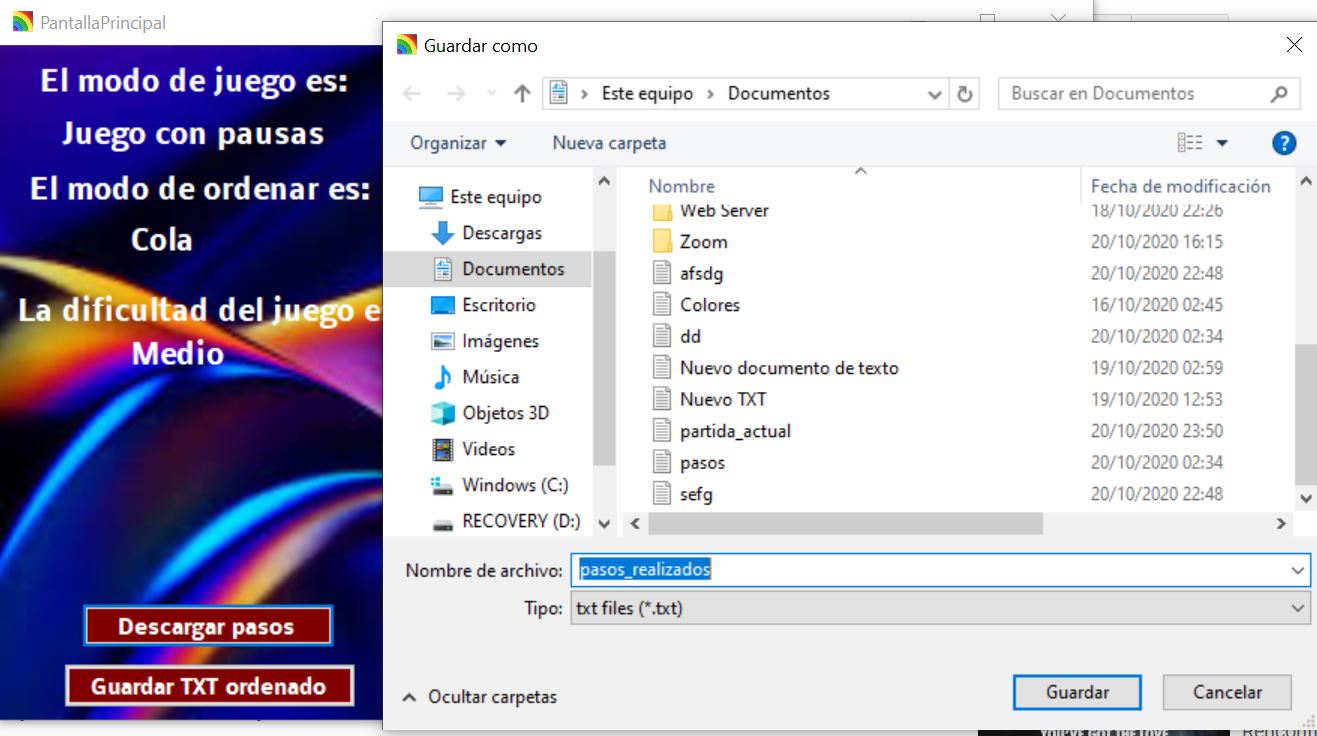 PantallaPrincipal
El modo de juego es:
Juego con pausas
El modo de ordenar es:
Cola
La dificultad del juego e
Medio
Descargar pasos
Guardar TXT ordenado
Guardar como
Este equipo > Documentos
Buscar en Documentos
Organizar
Nueva carpeta
Este equipo
Descargas
Documentos
Escritorio
Imágenes
Música
Objetos 3D
Videos
Windows (C:)
RECOVERY (D:)
Nombre Fecha de modificación
Web Server 18/10/2020 22:26
Zoom 20/10/2020 16:15
afsdg 20/10/2020 22:48
Colores 16/10/2020 02:45
dd 20/10/2020 02:34
Nuevo documento de texto 19/10/2020 02:59
Nuevo TXT 19/10/2020 12:53
partida_actual 20/10/2020 23:50
pasos 20/10/2020 02:34
sefg 20/10/2020 22:48
Nombre de archivo: pasos_realizados
Tipo: txt files (*.txt)
Ocultar carpetas
Guardar
Cancelar
YOU'VE GOT THE LOVE